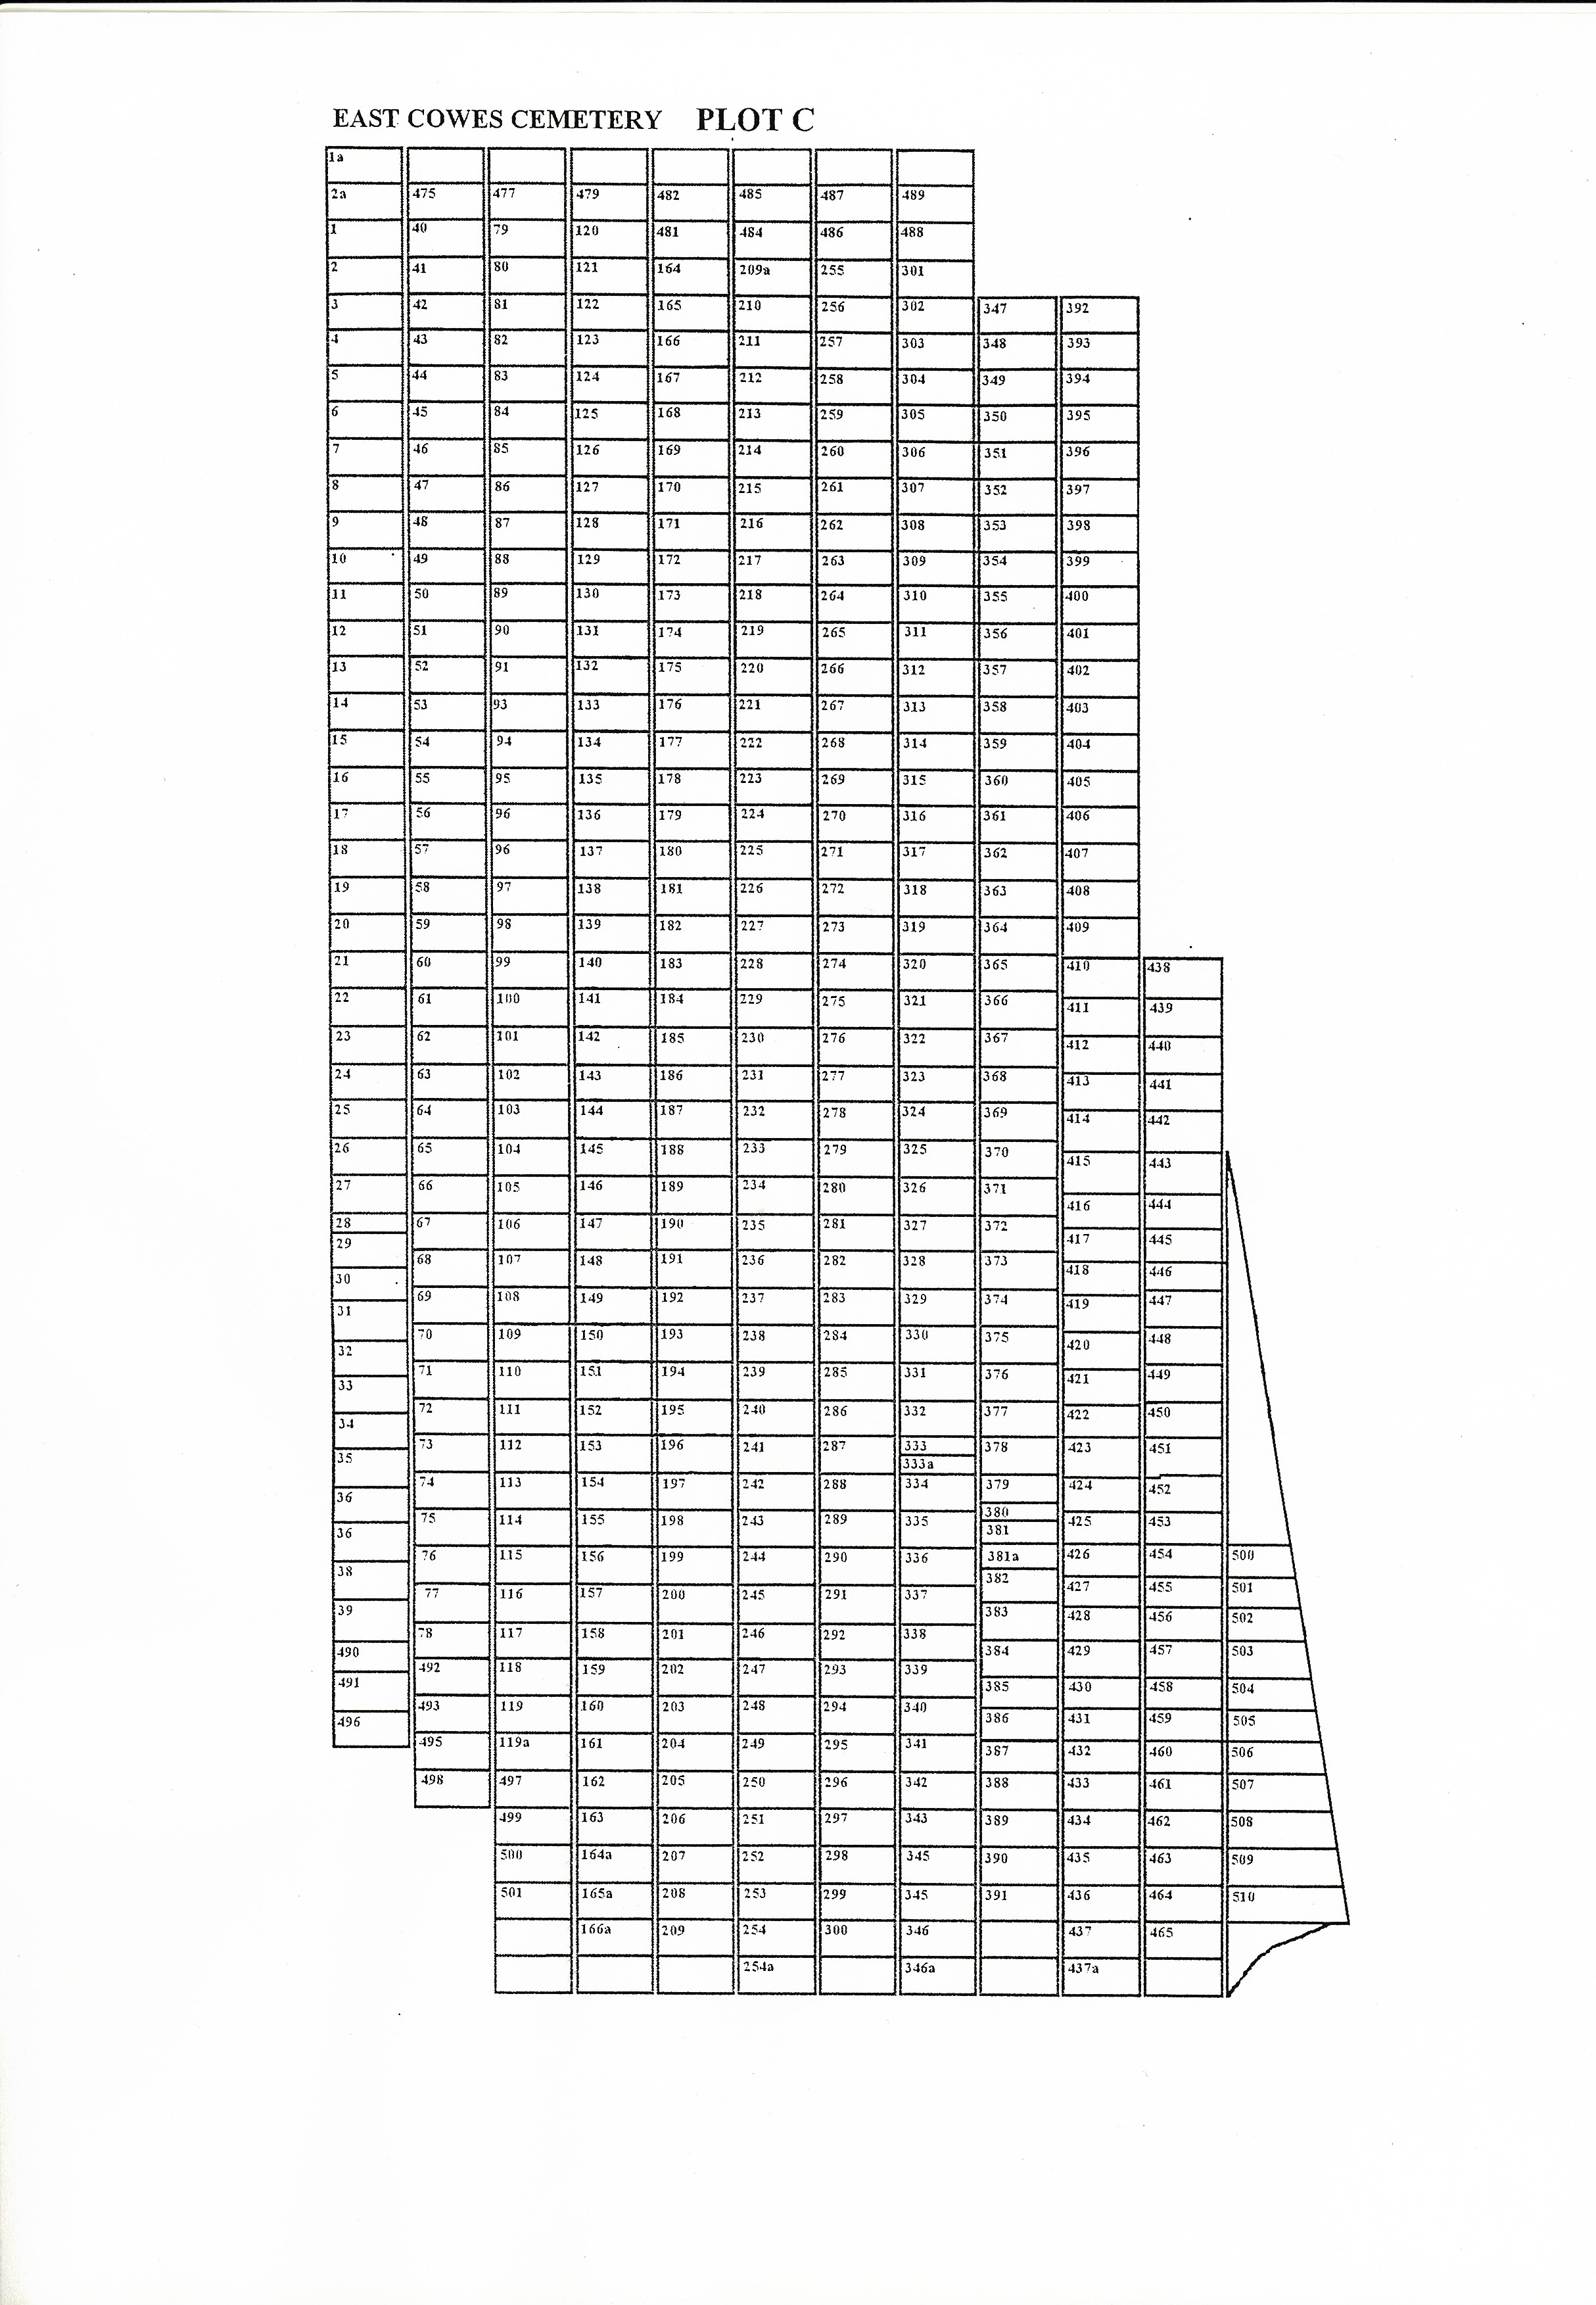 EAST COWES CEMETERY PLOT C
1a
2a 475 477 479 482 485 487 489
1 40 79 120 481 484 486 488
2 41 80 121 164 209a 255 301
3 42 81 122 165 210 256 302 347 392
4 43 82 123 166 211 257 303 348 393
5 44 83 124 167 212 258 304 349 394
6 45 84 125 168 213 259 305 350 395
7 46 85 126 169 214 260 306 351 396
8 47 86 127 170 215 261 307 352 397
9 48 87 128 171 216 262 308 353 398
10 49 88 129 172 217 263 309 354 399
11 50 89 130 173 218 264 310 355 400
12 51 90 131 174 219 265 311 356 401
13 52 91 132 175 220 266 312 357 402
14 53 93 133 176 221 267 313 358 403
15 54 94 134 177 222 268 314 359 404
16 55 95 135 178 223 269 315 360 405
17 56 96 136 179 224 270 316 361 406
18 57 96 137 180 225 271 317 362 407
19 58 97 138 181 226 272 318 363 408
20 59 98 139 182 227 273 319 364 409
21 60 99 140 183 228 274 320 365 410 438
22 61 100 141 184 229 275 321 366 411 439
23 62 101 142 185 230 276 322 367 412 440
24 63 102 143 186 231 277 323 368 413 441
25 64 103 144 187 232 278 324 369 414 442
26 65 104 145 188 233 279 325 370 415 443
27 66 105 146 189 234 280 326 371 416 444
28 67 106 147 190 235 281 327 372 417 445
29
30 68 107 148 191 236 282 328 373 418 446
31 69 108 149 192 237 283 329 374 419 447
32 70 109 150 193 238 284 330 375 420 448
33 71 110 151 194 239 285 331 376 421 449
34 72 111 152 195 240 286 332 377 422 450
35 73 112 153 196 241 287 333 378 423 451
333a
36 74 113 154 197 242 288 334 379 424 452
380
36 75 114 155 198 243 289 335 381 425 453
38 76 115 156 199 244 290 336 381a 426 454 500
382
39 77 116 157 200 245 291 337 383 427 455 501
428 456 502
490 78 117 158 201 246 292 338 384 429 457 503
491 492 118 159 202 247 293 339 385 430 458 504
496 493 119 160 203 248 294 340 386 431 459 505
495 119a 161 204 249 295 341 387 432 460 506
498 497 162 205 250 296 342 388 433 461 507
499 163 206 251 297 343 389 434 462 508
500 164a 207 252 298 345 390 435 463 509
501 165a 208 253 299 345 391 436 464 510
166a 209 254 300 346 437 465
254a 346a 437a